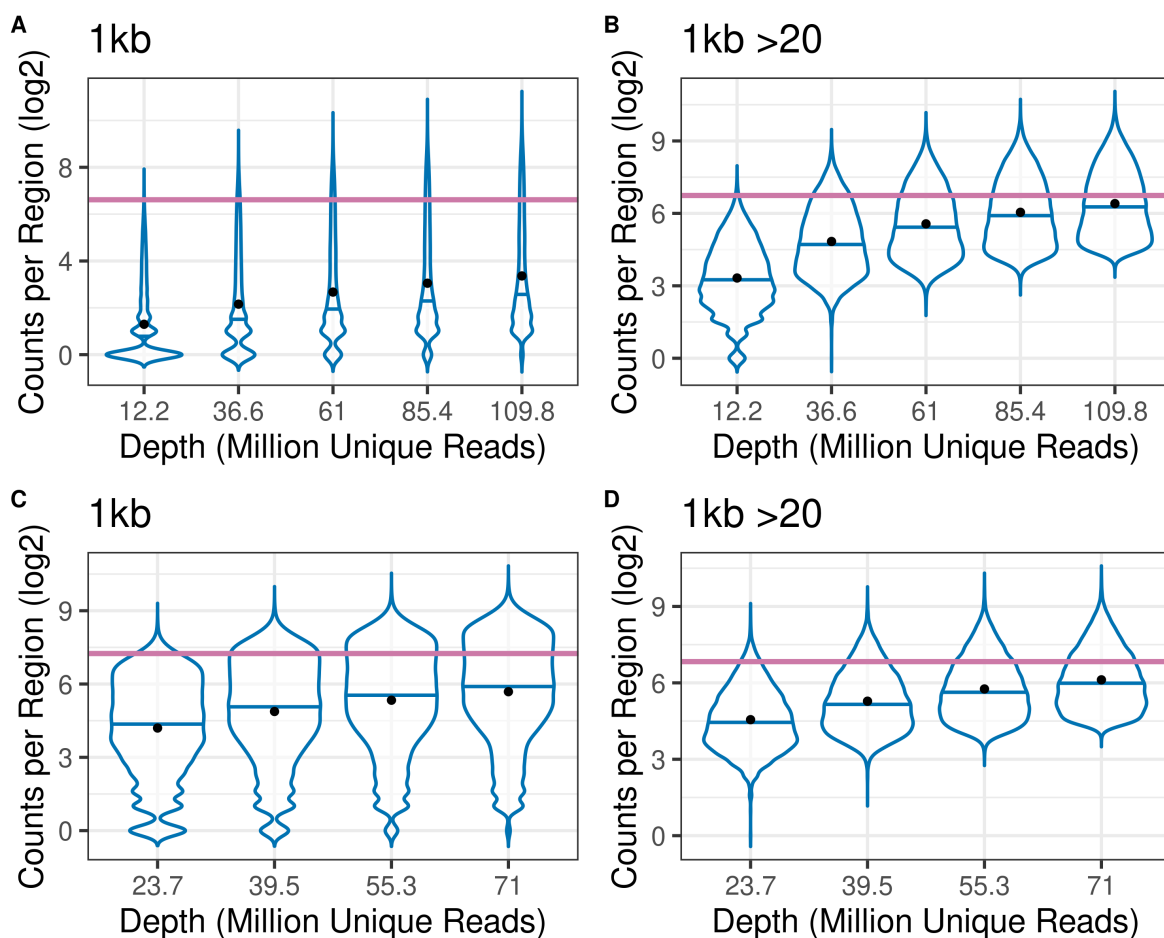 A
1kb
Counts per Region (log2)
8
4
0
12.2 36.6 61 85.4 109.8
Depth (Million Unique Reads)
B
1kb >20
Counts per Region (log2)
9
6
3
0
12.2 36.6 61 85.4 109.8
Depth (Million Unique Reads)
C
1kb
Counts per Region (log2)
9
6
3
0
23.7 39.5 55.3 71
Depth (Million Unique Reads)
D
1kb >20
Counts per Region (log2)
9
6
3
0
23.7 39.5 55.3 71
Depth (Million Unique Reads)